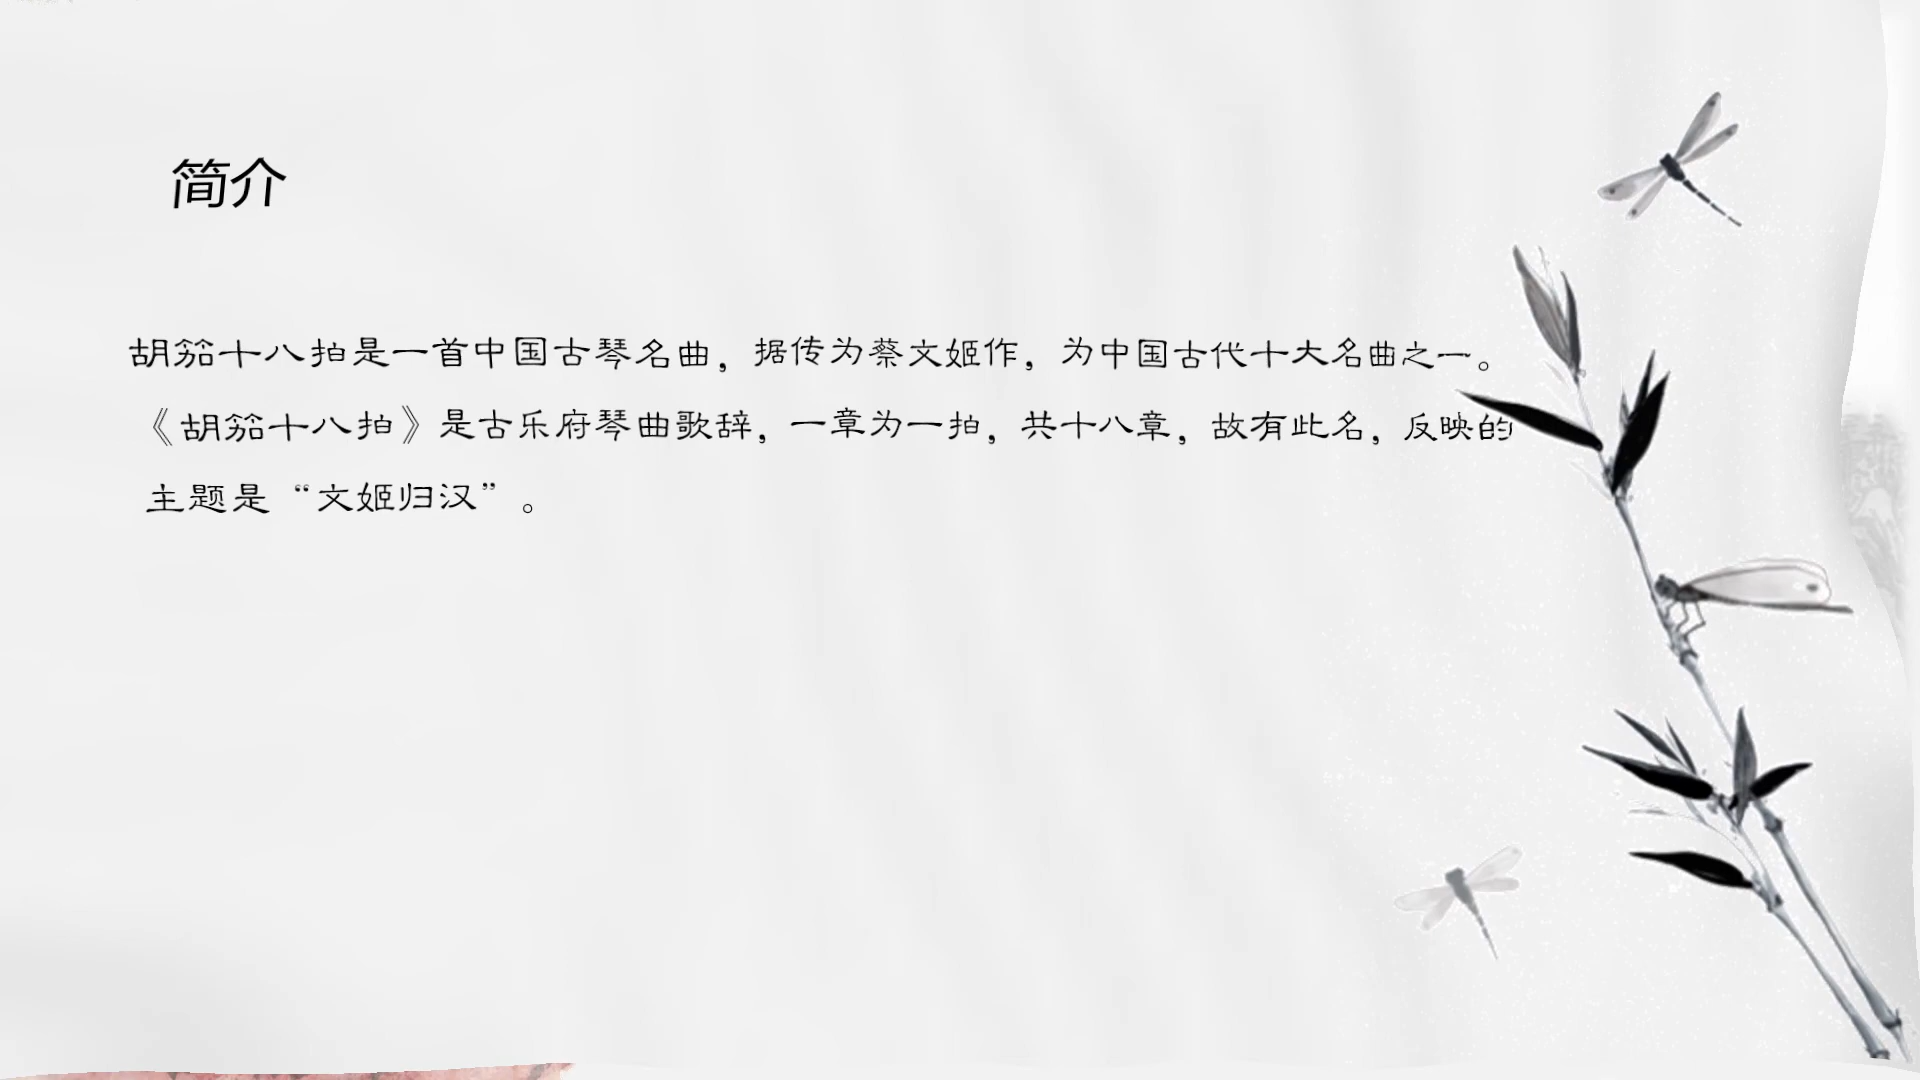 简介
胡笳十八拍是一首中国古琴名曲，据传为蔡文姬作，为中国古代十大名曲之一。
《胡笳十八拍》是古乐府琴曲歌辞，一章为一拍，共十八章，故有此名，反映的
主题是“文姬归汉”。